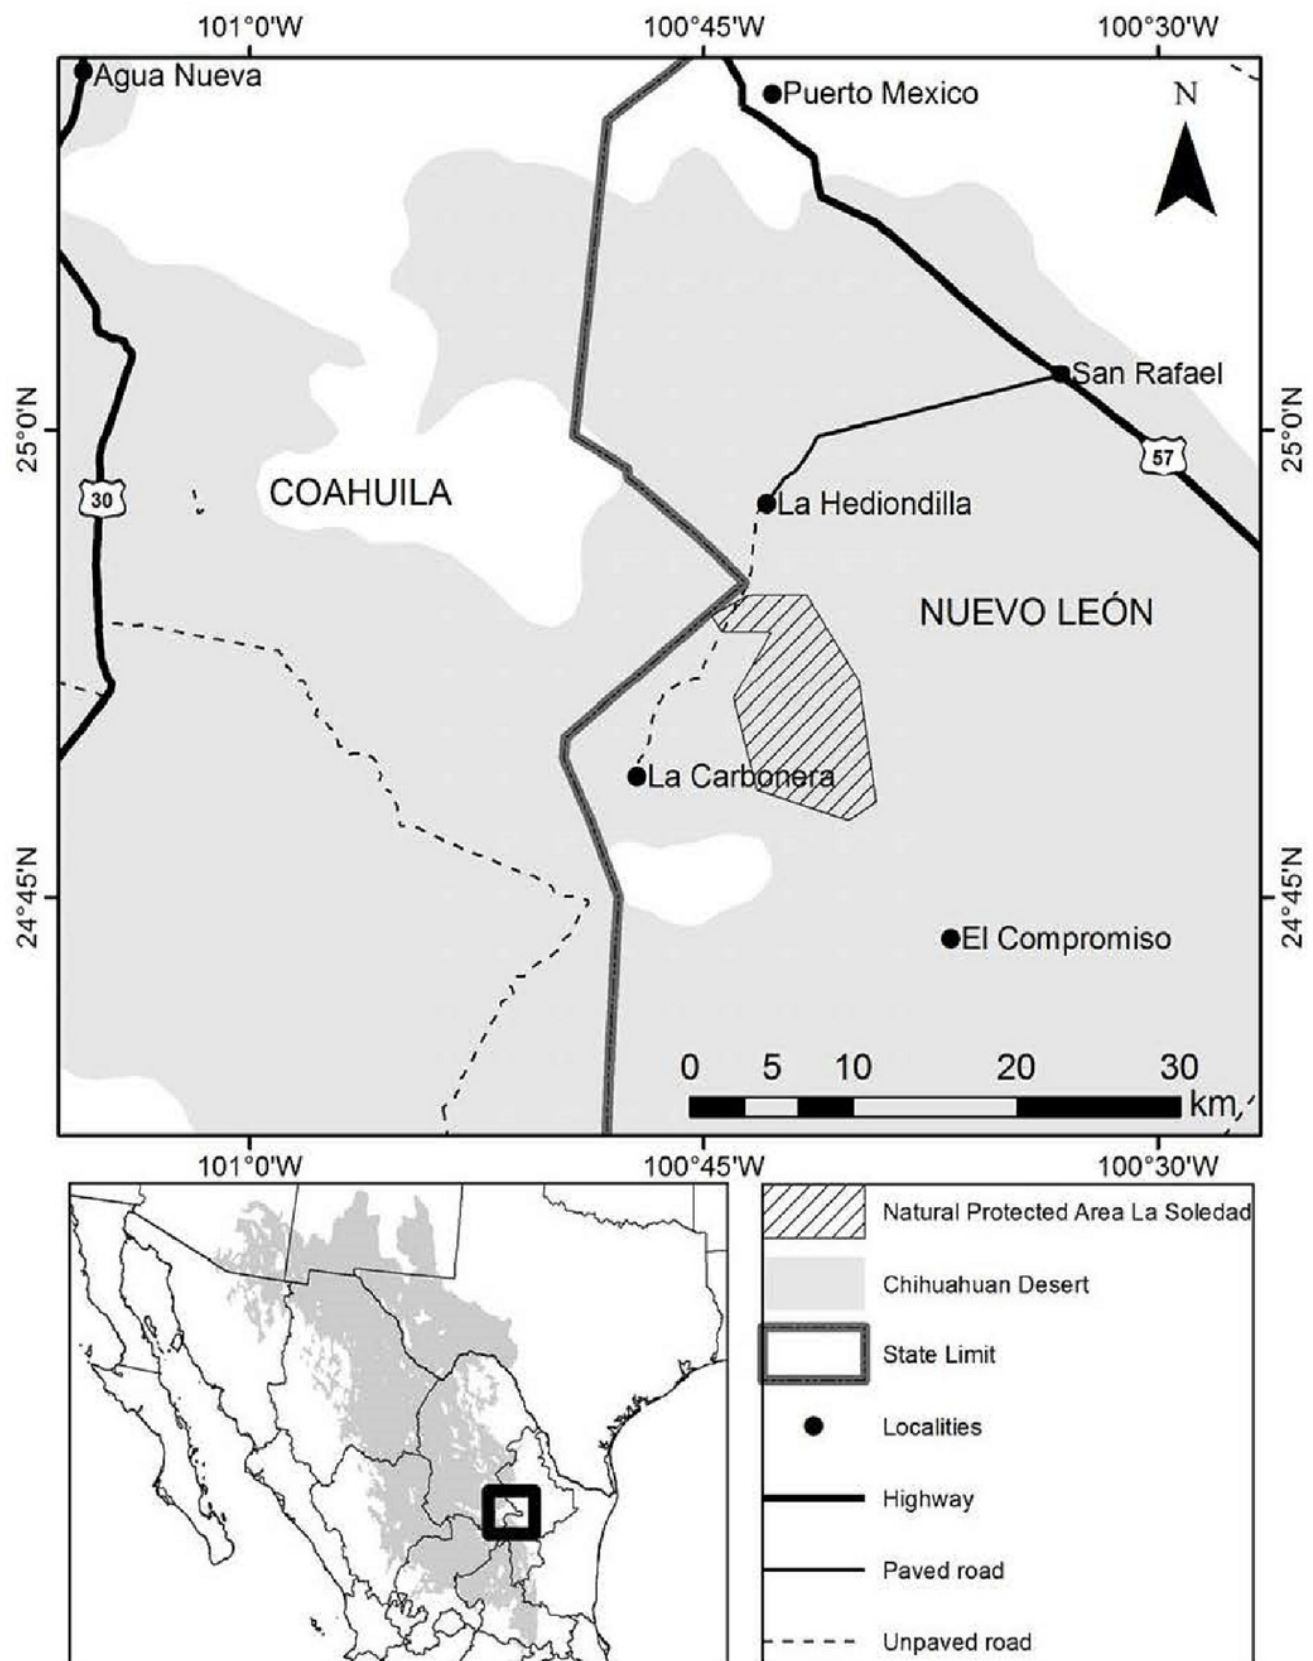 101°0'W 100°45'W 100°30'W
Agua Nueva
Puerto Mexico
N
San Rafael
25°0'N
25°0'N
57
COAHUILA
30
La Hediondilla
NUEVO LEÓN
La Carbonera
24°45'N
24°45'N
El Compromiso
0 5 10 20 30
km
101°0'W 100°45'W 100°30'W
Natural Protected Area La Soledad
Chihuahuan Desert
State Limit
Localities
Highway
Paved road
Unpaved road